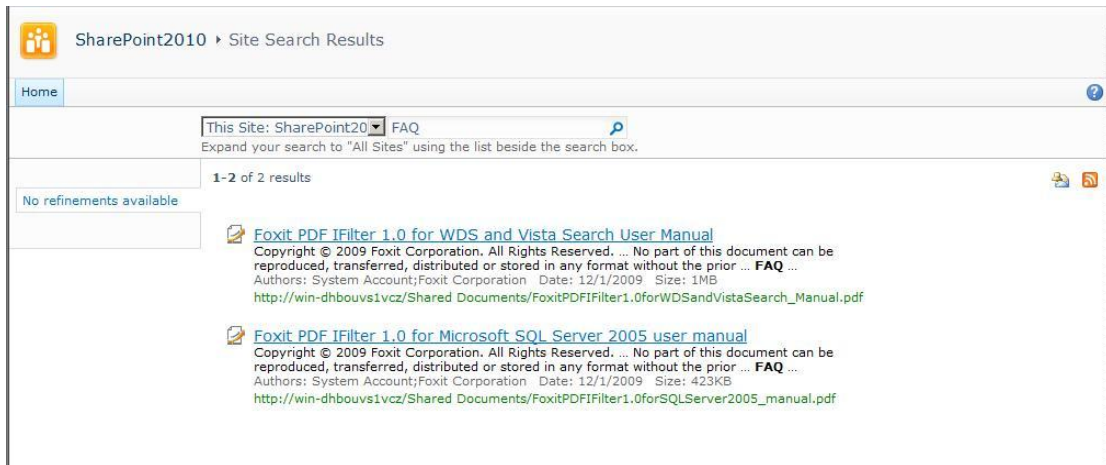 SharePoint2010 ▸ Site Search Results
Home
This Site: SharePoint20 FAQ
Expand your search to "All Sites" using the list beside the search box.
1-2 of 2 results
No refinements available
Foxit PDF IFilter 1.0 for WDS and Vista Search User Manual
Copyright © 2009 Foxit Corporation. All Rights Reserved. ... No part of this document can be
reproduced, transferred, distributed or stored in any format without the prior ... FAQ ...
Authors: System Account;Foxit Corporation Date: 12/1/2009 Size: 1MB
http://win-dhbouvs1vcz/Shared Documents/FoxitPDFIFilter1.0forWDSandVistaSearch_Manual.pdf
Foxit PDF IFilter 1.0 for Microsoft SQL Server 2005 user manual
Copyright © 2009 Foxit Corporation. All Rights Reserved. ... No part of this document can be
reproduced, transferred, distributed or stored in any format without the prior ... FAQ ...
Authors: System Account;Foxit Corporation Date: 12/1/2009 Size: 423KB
http://win-dhbouvs1vcz/Shared Documents/FoxitPDFIFilter1.0forSQLServer2005_manual.pdf